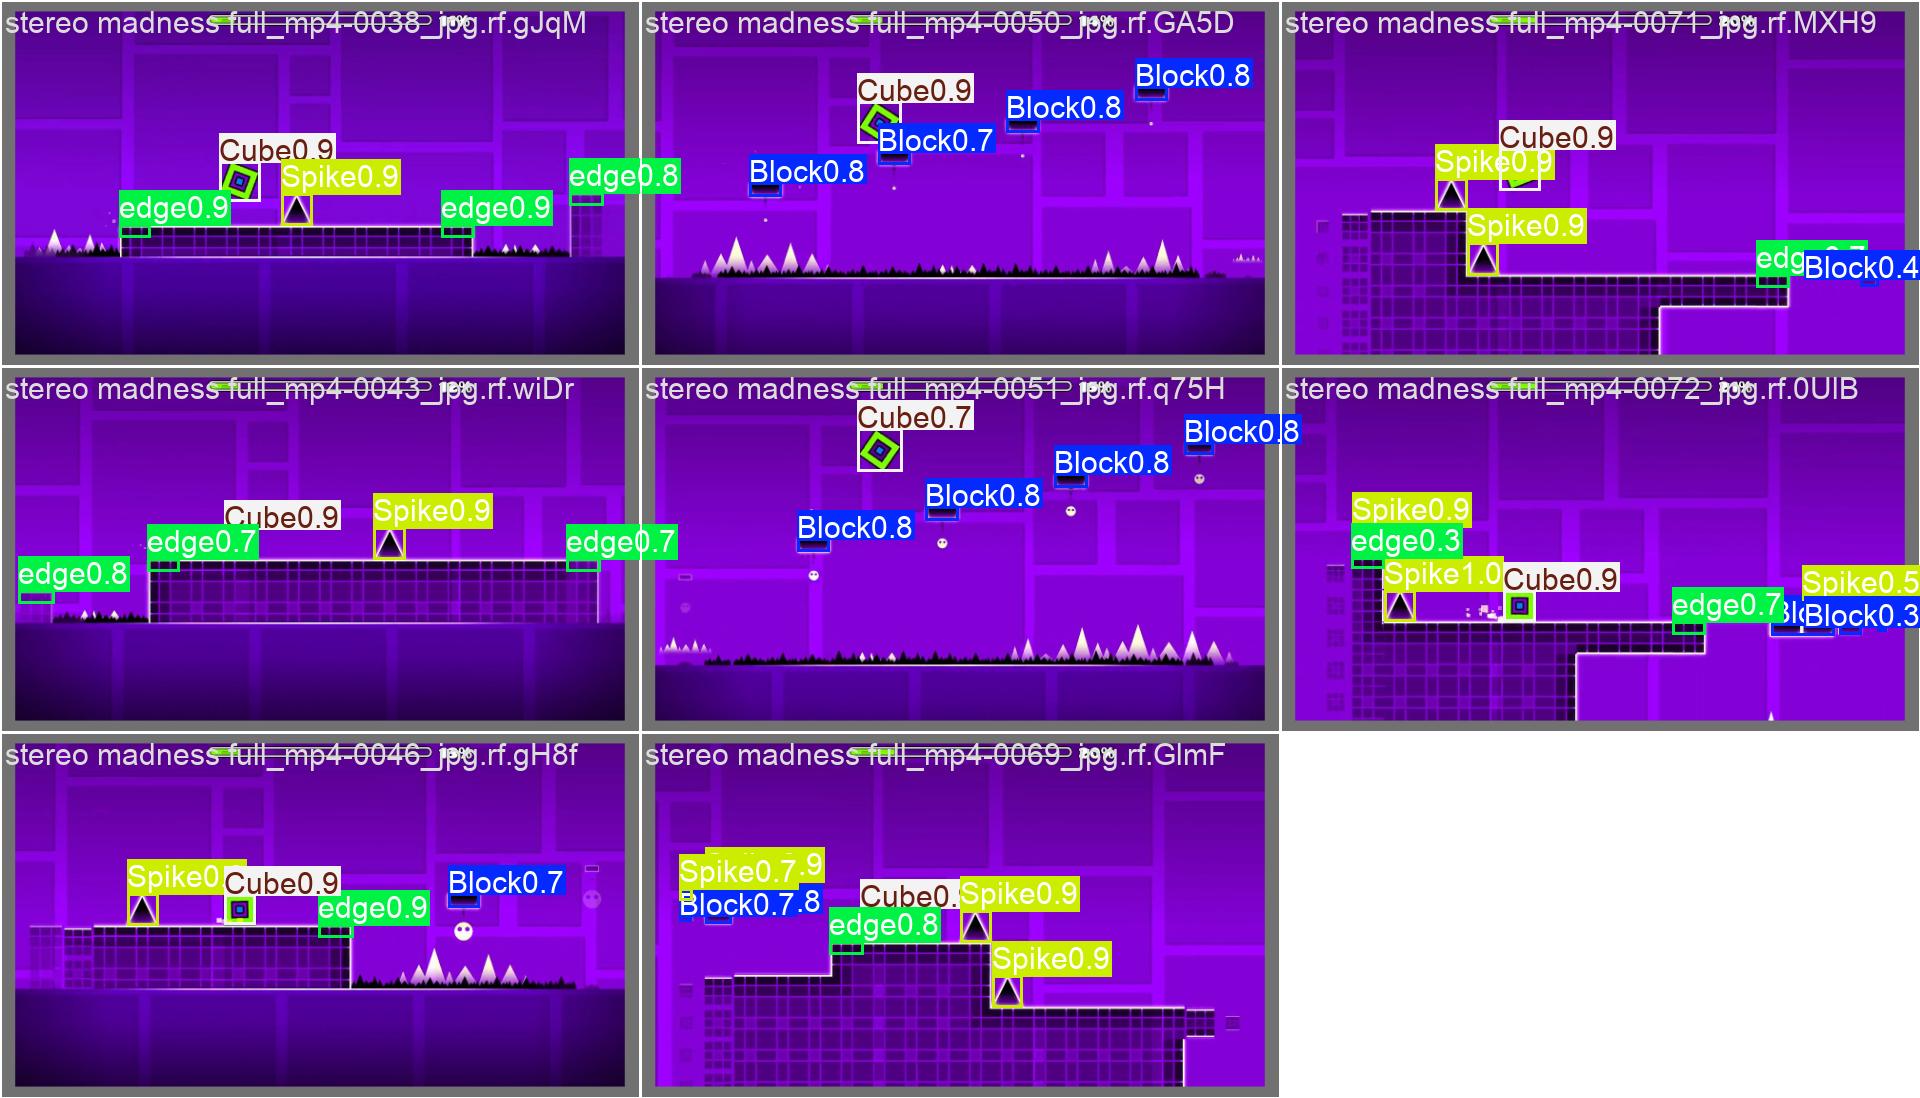 stereo madness full_mp4-0038_jpg.rf.gJqM
Cube0.9
Spike0.9
edge0.8
edge0.9
edge0.9
stereo madness full_mp4-0050_jpg.rf.GA5D
Block0.8
Cube0.9
Block0.8
Block0.7
Block0.8
stereo madness full_mp4-0071_jpg.rf.MXH9
Cube0.9
Spike0.9
Spike0.9
Block0.4
stereo madness full_mp4-0043_jpg.rf.wiDr
Cube0.9
Spike0.9
edge0.7
edge0.7
edge0.8
stereo madness full_mp4-0051_jpg.rf.q75H
Cube0.7
Block0.8
Block0.8
Block0.8
Block0.8
stereo madness full_mp4-0072_jpg.rf.0UIB
Spike0.9
edge0.3
Spike1.0
Cube0.9
Spike0.5
edge0.7
Block0.3
stereo madness full_mp4-0046_jpg.rf.gH8f
Cube0.9
Block0.7
edge0.9
stereo madness full_mp4-0069_jpg.rf.GlmF
Spike0.7
Block0.7
Spike0.9
edge0.8
Spike0.9